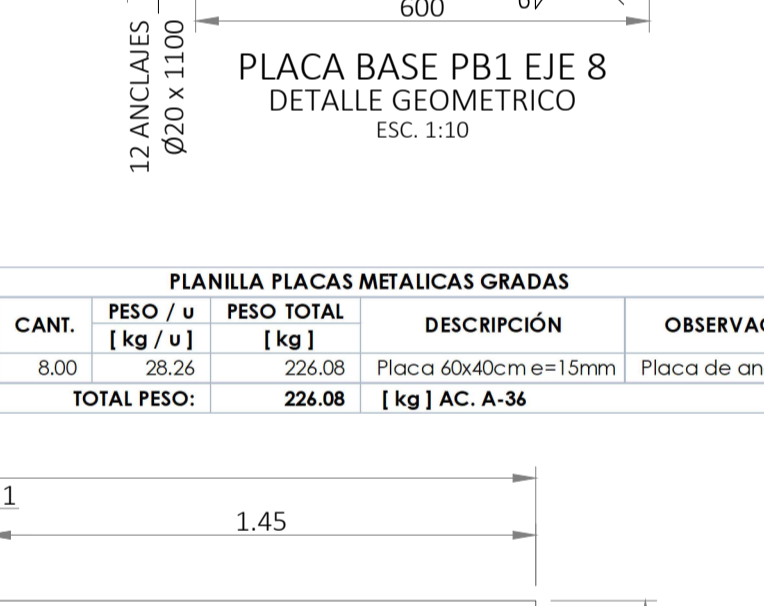 600
12 ANCLAJES
Ø20 x 1100
PLACA BASE PB1 EJE 8
DETALLE GEOMETRICO
ESC. 1:10
PLANILLA PLACAS METALICAS GRADAS
CANT. PESO / u PESO TOTAL DESCRIPCIÓN
[ kg / u ] [ kg ]
8.00 28.26 226.08 Placa 60x40cm e=15mm Placa de
TOTAL PESO: 226.08 [ kg ] AC. A-36
1
1.45